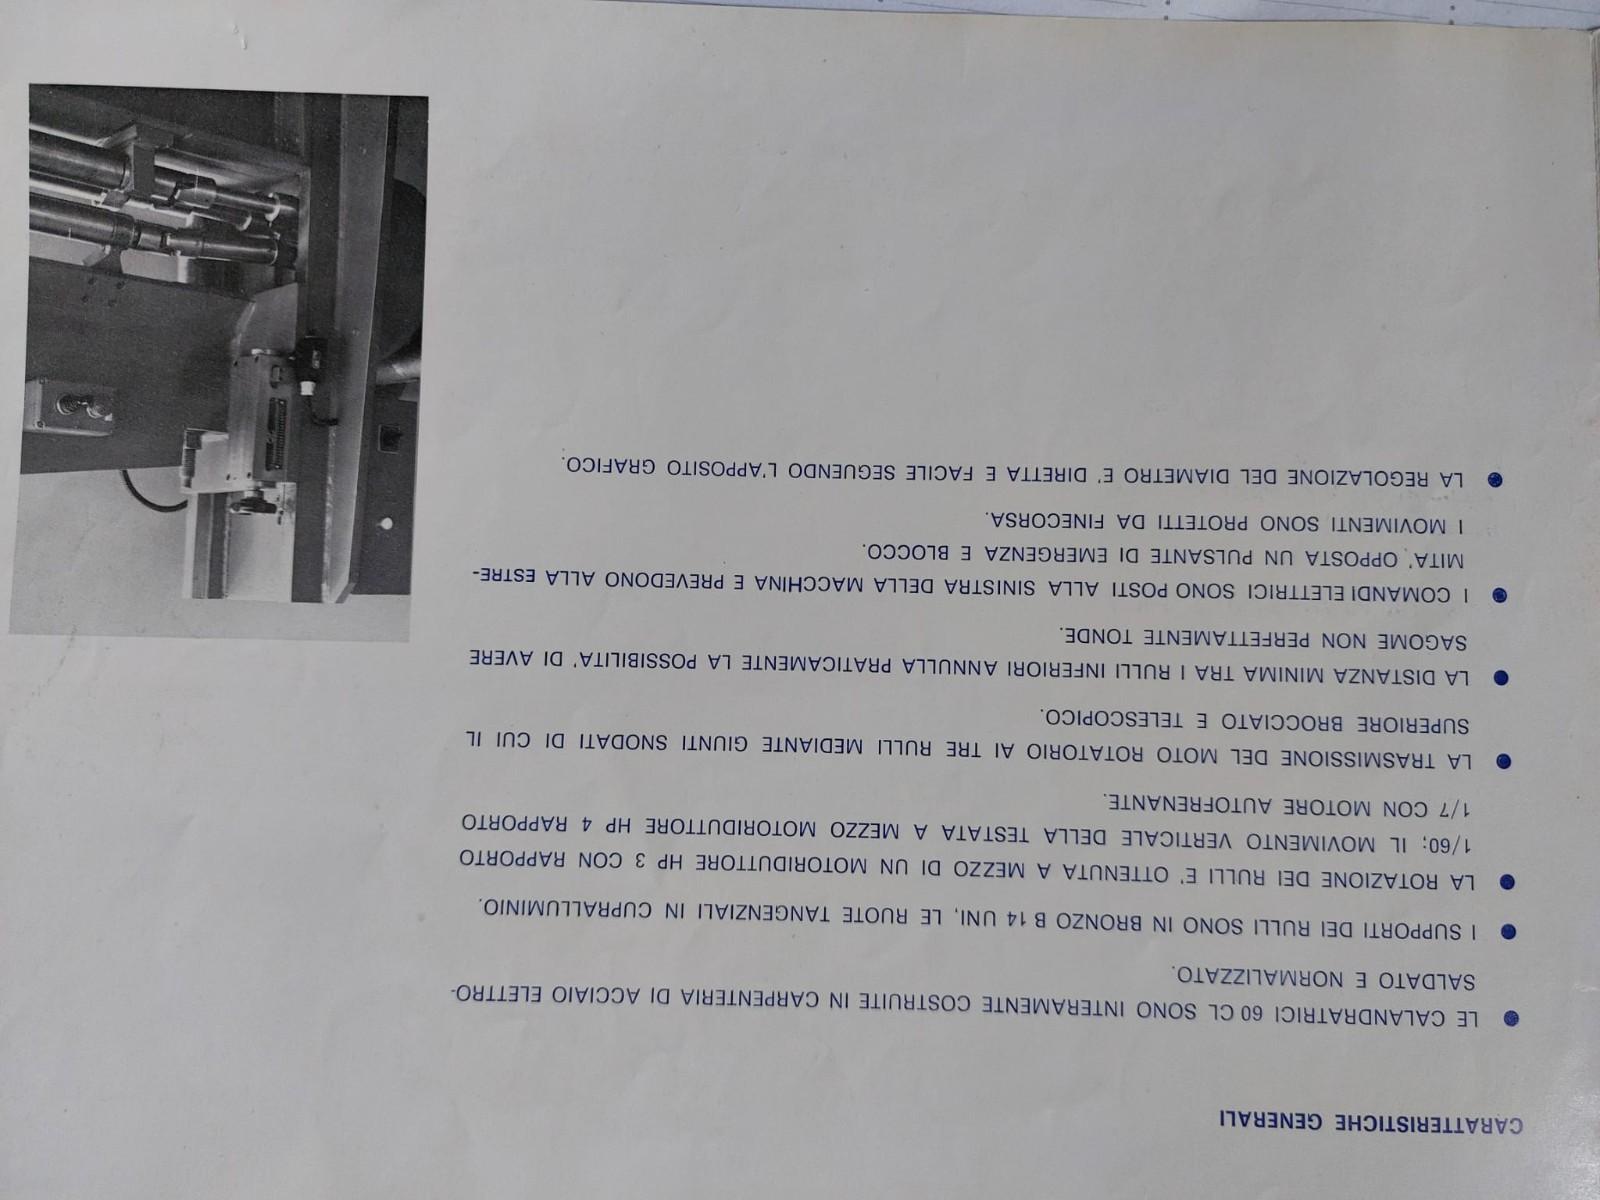 CARATTERISTICHE GENERALI
● LE CALANDRATRICI 60 CL SONO INTERAMENTE COSTRUITE IN CARPENTERIA DI ACCIAIO ELETTRO-
SALDATO E NORMALIZZATO.
● I SUPPORTI DEI RULLI SONO IN BRONZO B 14 UNI, LE RUOTE TANGENZIALI IN CUPRALLUMINIO.
● LA ROTAZIONE DEI RULLI E' OTTENUTA A MEZZO DI UN MOTORIDUTTORE HP 3 CON RAPPORTO
1/60; IL MOVIMENTO VERTICALE DELLA TESTATA A MEZZO MOTORIDUTTORE HP 4 RAPPORTO
1/7 CON MOTORE AUTOFRENANTE.
● LA TRASMISSIONE DEL MOTO ROTATORIO AI TRE RULLI MEDIANTE GIUNTI SNODATI DI CUI IL
SUPERIORE BROCCIATO E TELESCOPICO.
● LA DISTANZA MINIMA TRA I RULLI INFERIORI ANNULLA PRATICAMENTE LA POSSIBILITA' DI AVERE
SAGOME NON PERFETTAMENTE TONDE.
● I COMANDI ELETTRICI SONO POSTI ALLA SINISTRA DELLA MACCHINA E PREVEDONO ALLA ESTRE-
MITA' OPPOSTA UN PULSANTE DI EMERGENZA E BLOCCO.
I MOVIMENTI SONO PROTETTI DA FINECORSA.
● LA REGOLAZIONE DEL DIAMETRO E' DIRETTA E FACILE SEGUENDO L'APPOSITO GRAFICO.